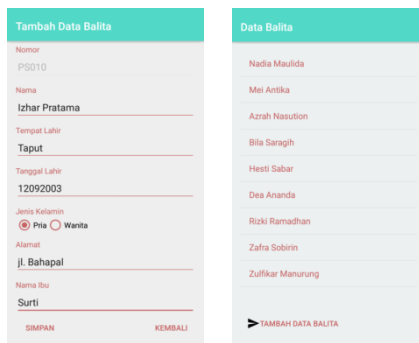 Tambah Data Balita
Nomor
PS010
Nama
Izhar Pratama
Tempat Lahir
Taput
Tanggal Lahir
12092003
Jenis Kelamin
Pria Wanita
Alamat
jl. Bahapal
Nama Ibu
Surti
SIMPAN KEMBALI
Data Balita
Nadia Maulida
Mei Antika
Azrah Nasution
Bila Saragih
Hesti Sabar
Dea Ananda
Rizki Ramadhan
Zafra Sobirin
Zulfikar Manurung
TAMBAH DATA BALITA